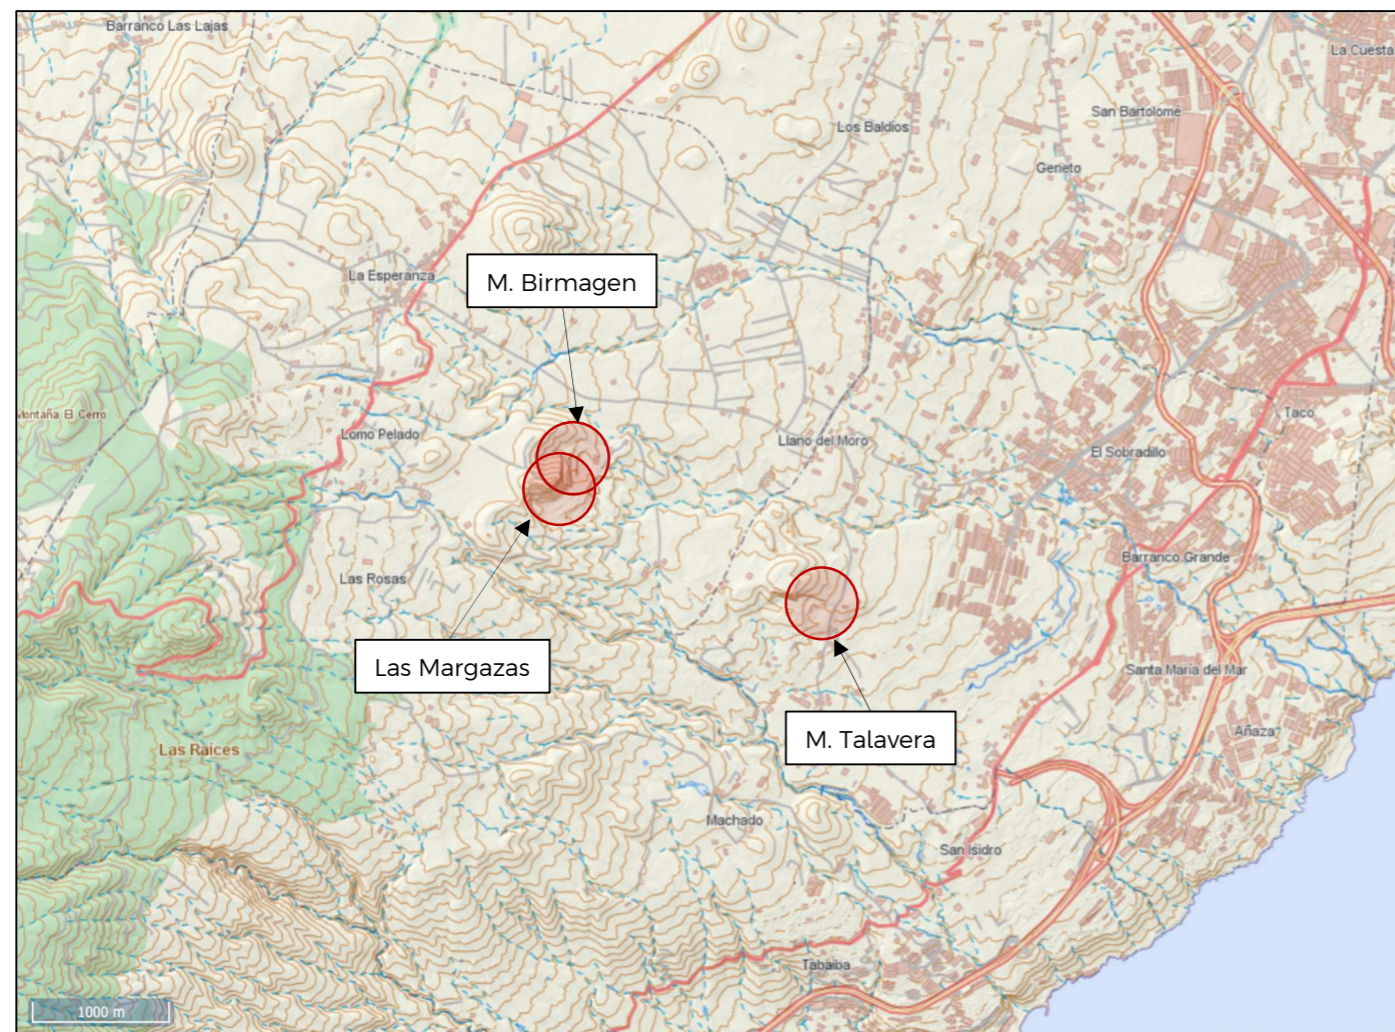 Barranco Las Lajas
La Cuesta
San Bartolomé
Los Baldíos
Geneto
La Esperanza
M. Birmagen
Montaña El Cerro
Lomo Pelado
Llano del Moro
Taco
El Sobradillo
Las Rosas
Barranco Grande
Las Margazas
Santa María del Mar
M. Talavera
Añaza
Las Raíces
Machado
San Isidro
Tabaiba
1000 m